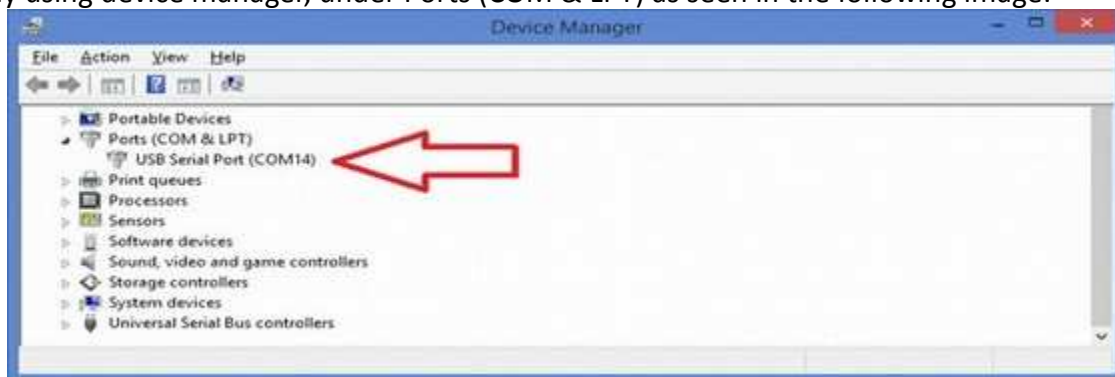 using device manager, under Ports (COM & LPT) as seen in the following image:
Device Manager
File Action View Help
Portable Devices
Ports (COM & LPT)
USB Serial Port (COM14)
Print queues
Processors
Sensors
Software devices
Sound, video and game controllers
Storage controllers
System devices
Universal Serial Bus controllers